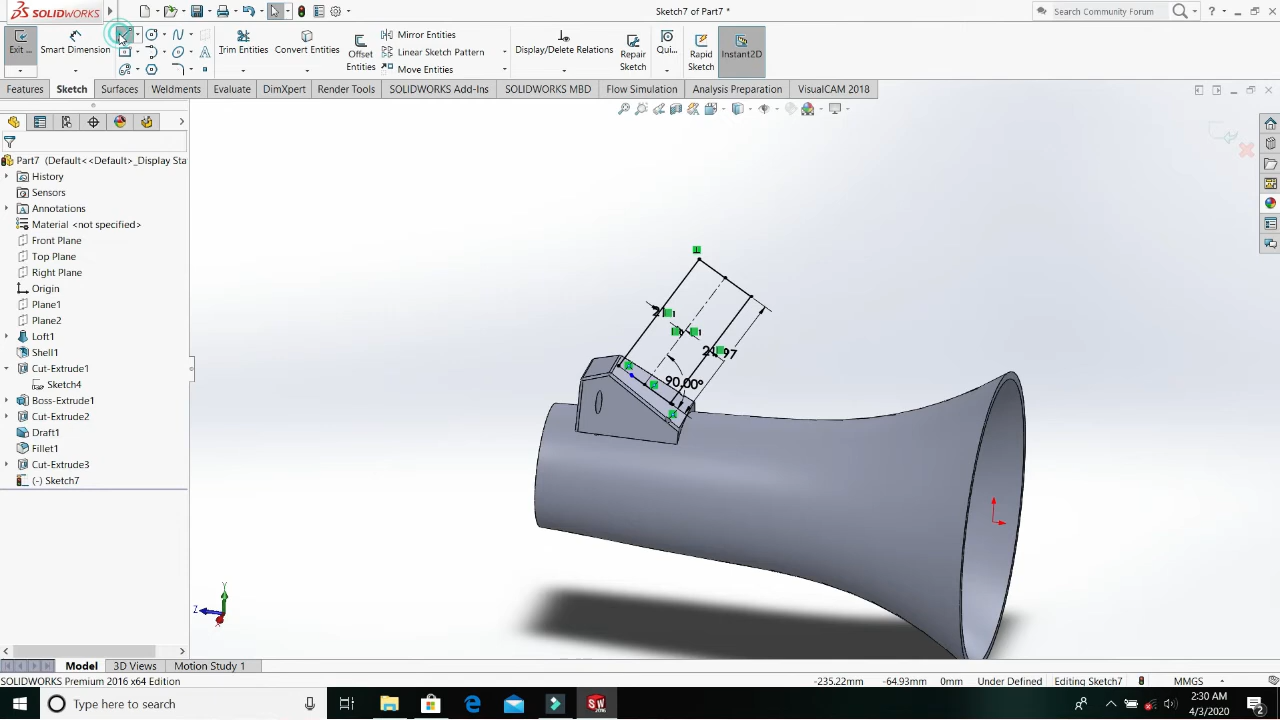 SOLIDWORKS
Sketch7 of Part7 *
Search Community Forum
Exit ...
Smart Dimension
Trim Entities
Convert Entities
Offset Entities
Mirror Entities
Linear Sketch Pattern
Move Entities
Display/Delete Relations
Repair Sketch
Qui...
Rapid Sketch
Instant2D
Features
Sketch
Surfaces
Weldments
Evaluate
DimXpert
Render Tools
SOLIDWORKS Add-Ins
SOLIDWORKS MBD
Flow Simulation
Analysis Preparation
VisualCAM 2018
Part7 (Default<<Default>_Display Sta
History
Sensors
Annotations
Material <not specified>
Front Plane
Top Plane
Right Plane
Origin
Plane1
Plane2
Loft1
Shell1
Cut-Extrude1
Sketch4
Boss-Extrude1
Cut-Extrude2
Draft1
Fillet1
Cut-Extrude3
(-) Sketch7
90.00°
Y
Z
X
Model
3D Views
Motion Study 1
SOLIDWORKS Premium 2016 x64 Edition
-235.22mm
-64.93mm
0mm
Under Defined
Editing Sketch7
MMGS
Type here to search
2:30 AM
4/3/2020